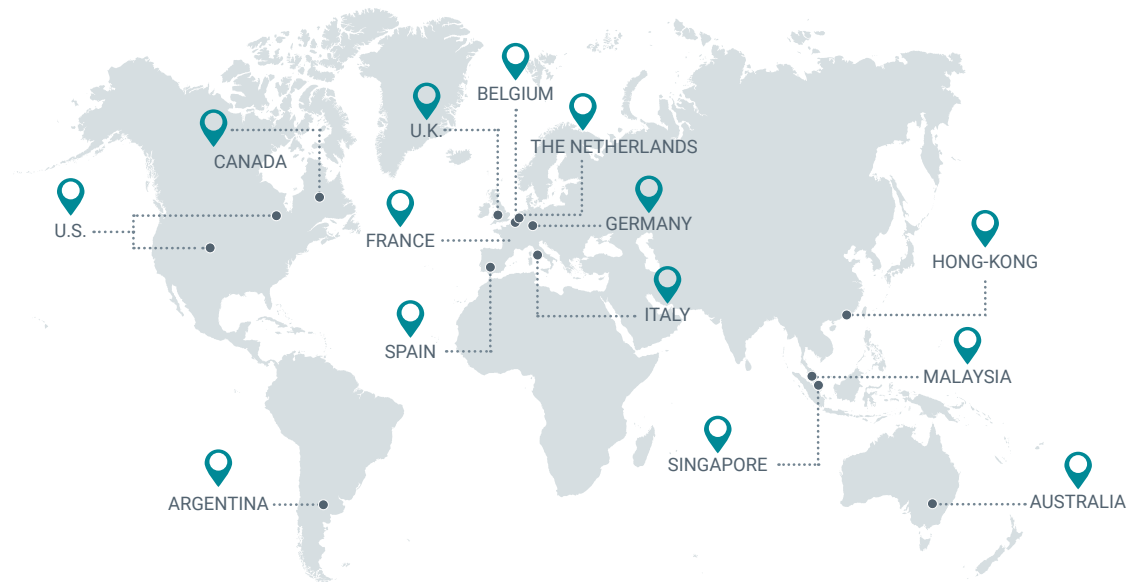 BELGIUM
U.K.
THE NETHERLANDS
CANADA
U.S.
FRANCE
GERMANY
HONG-KONG
ITALY
SPAIN
MALAYSIA
SINGAPORE
ARGENTINA
AUSTRALIA